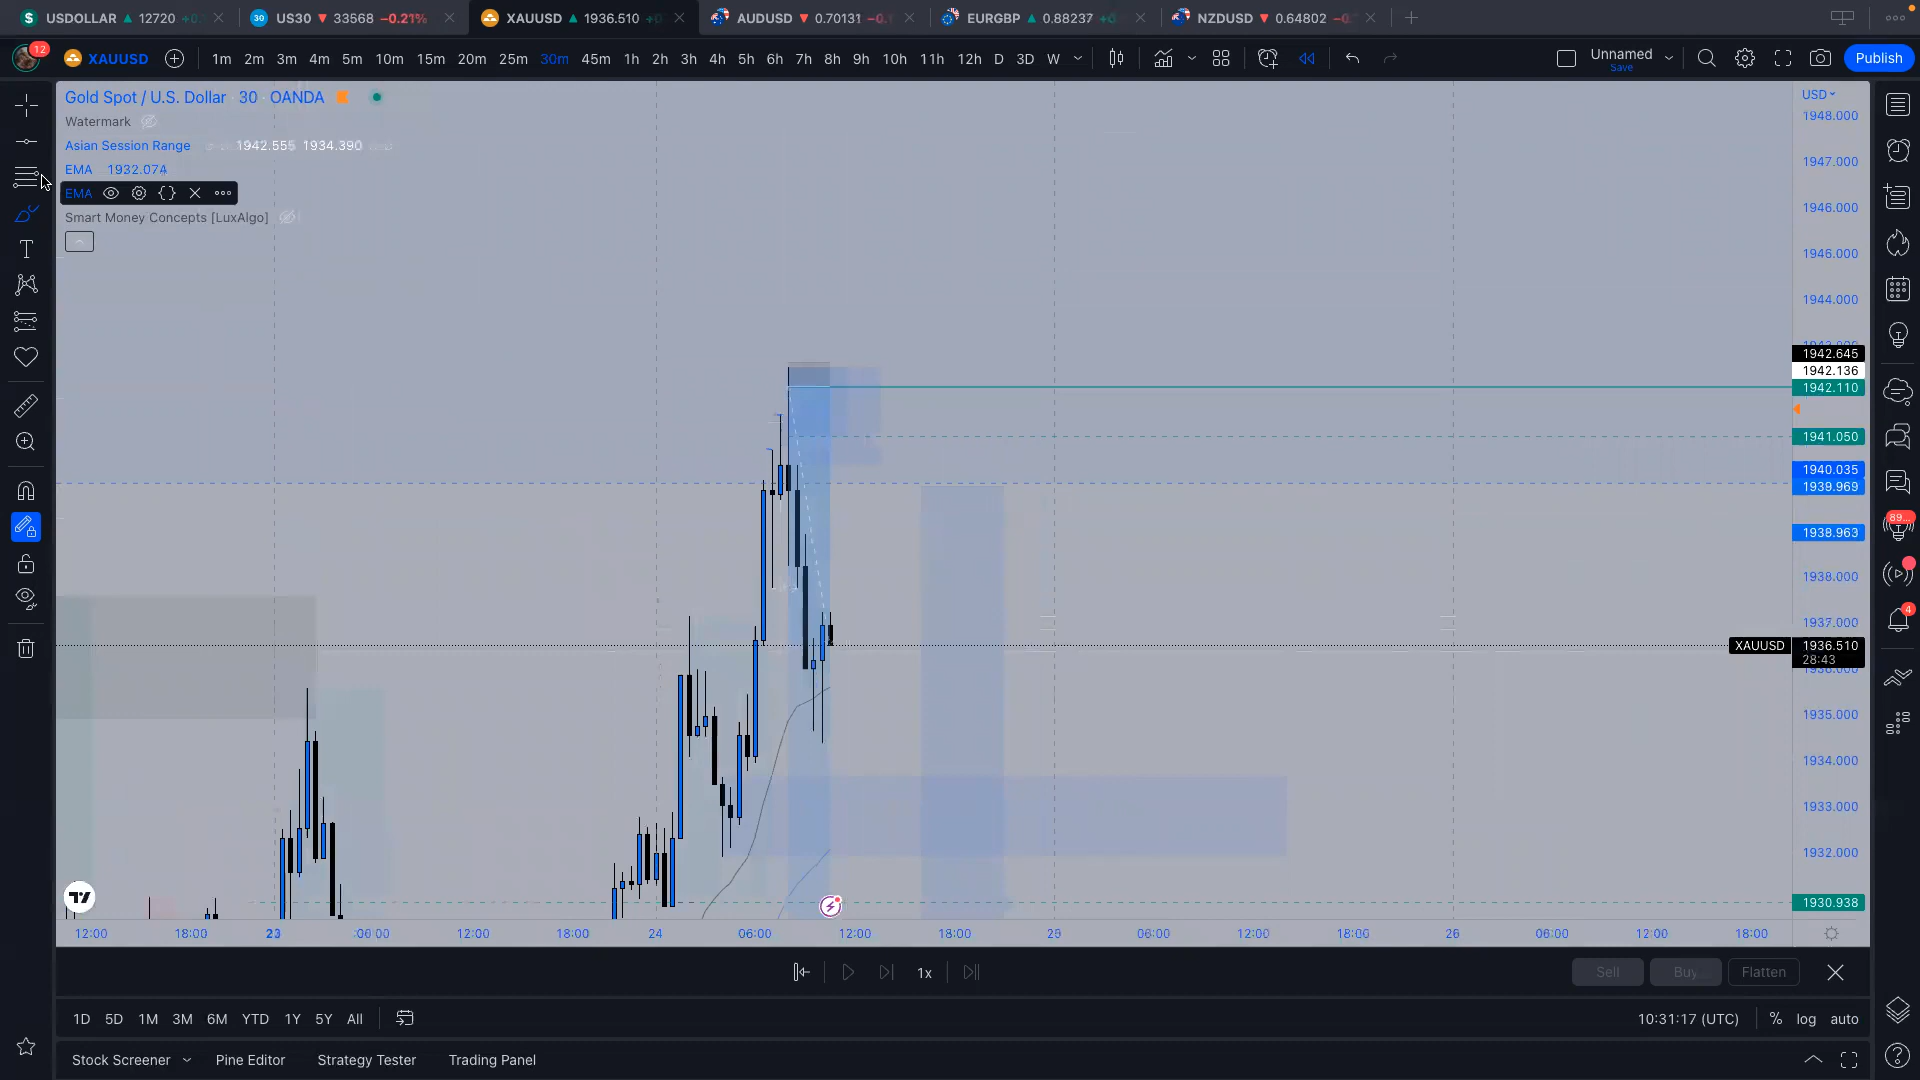 USDOLLAR 12720
US30 33568 −0.21%
XAUUSD 1936.510
AUDUSD 0.70131
EURGBP 0.88237
NZDUSD 0.64802
12
XAUUSD
1m 2m 3m 4m 5m 10m 15m 20m 25m 30m 45m 1h 2h 3h 4h 5h 6h 7h 8h 9h 10h 11h 12h D 3D W
Unnamed
Save
Publish
Gold Spot / U.S. Dollar · 30 · OANDA
Watermark
Asian Session Range 1942.555 1934.390
EMA 1932.074
EMA
Smart Money Concepts [LuxAlgo]
USD
1948.000
1947.000
1946.000
1946.000
1944.000
1942.645
1942.136
1942.110
1941.050
1940.035
1939.969
1938.963
1938.000
1937.000
XAUUSD 1936.510
28:43
1935.000
1934.000
1933.000
1932.000
1930.938
12:00 18:00 23 06:00 12:00 18:00 24 06:00 12:00 18:00 25 06:00 12:00 18:00 26 06:00 12:00 18:00
1x
Sell Buy Flatten
1D 5D 1M 3M 6M YTD 1Y 5Y All
10:31:17 (UTC) % log auto
Stock Screener Pine Editor Strategy Tester Trading Panel
89...
4